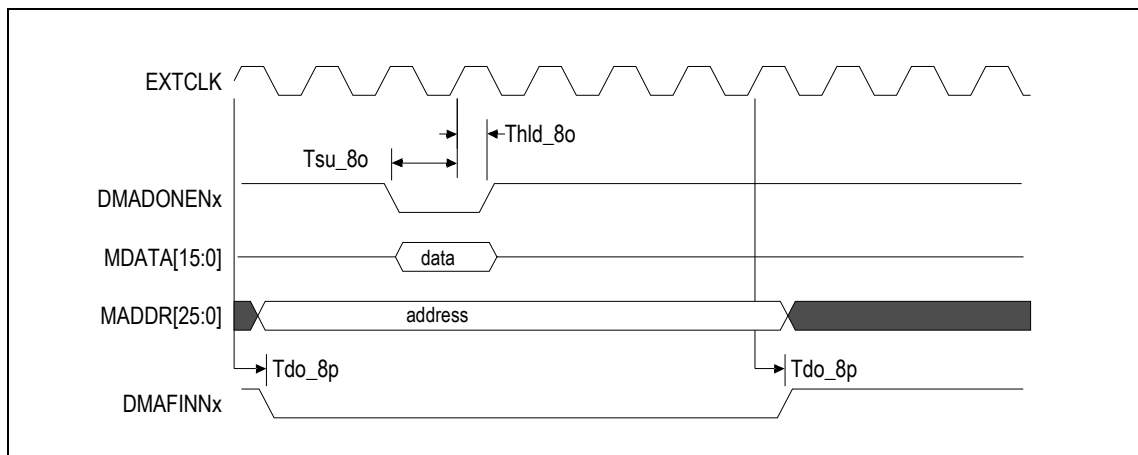 EXTCLK
Thld_8o
Tsu_8o
DMADONENx
MDATA[15:0] data
MADDR[25:0] address
Tdo_8p Tdo_8p
DMAFINNx